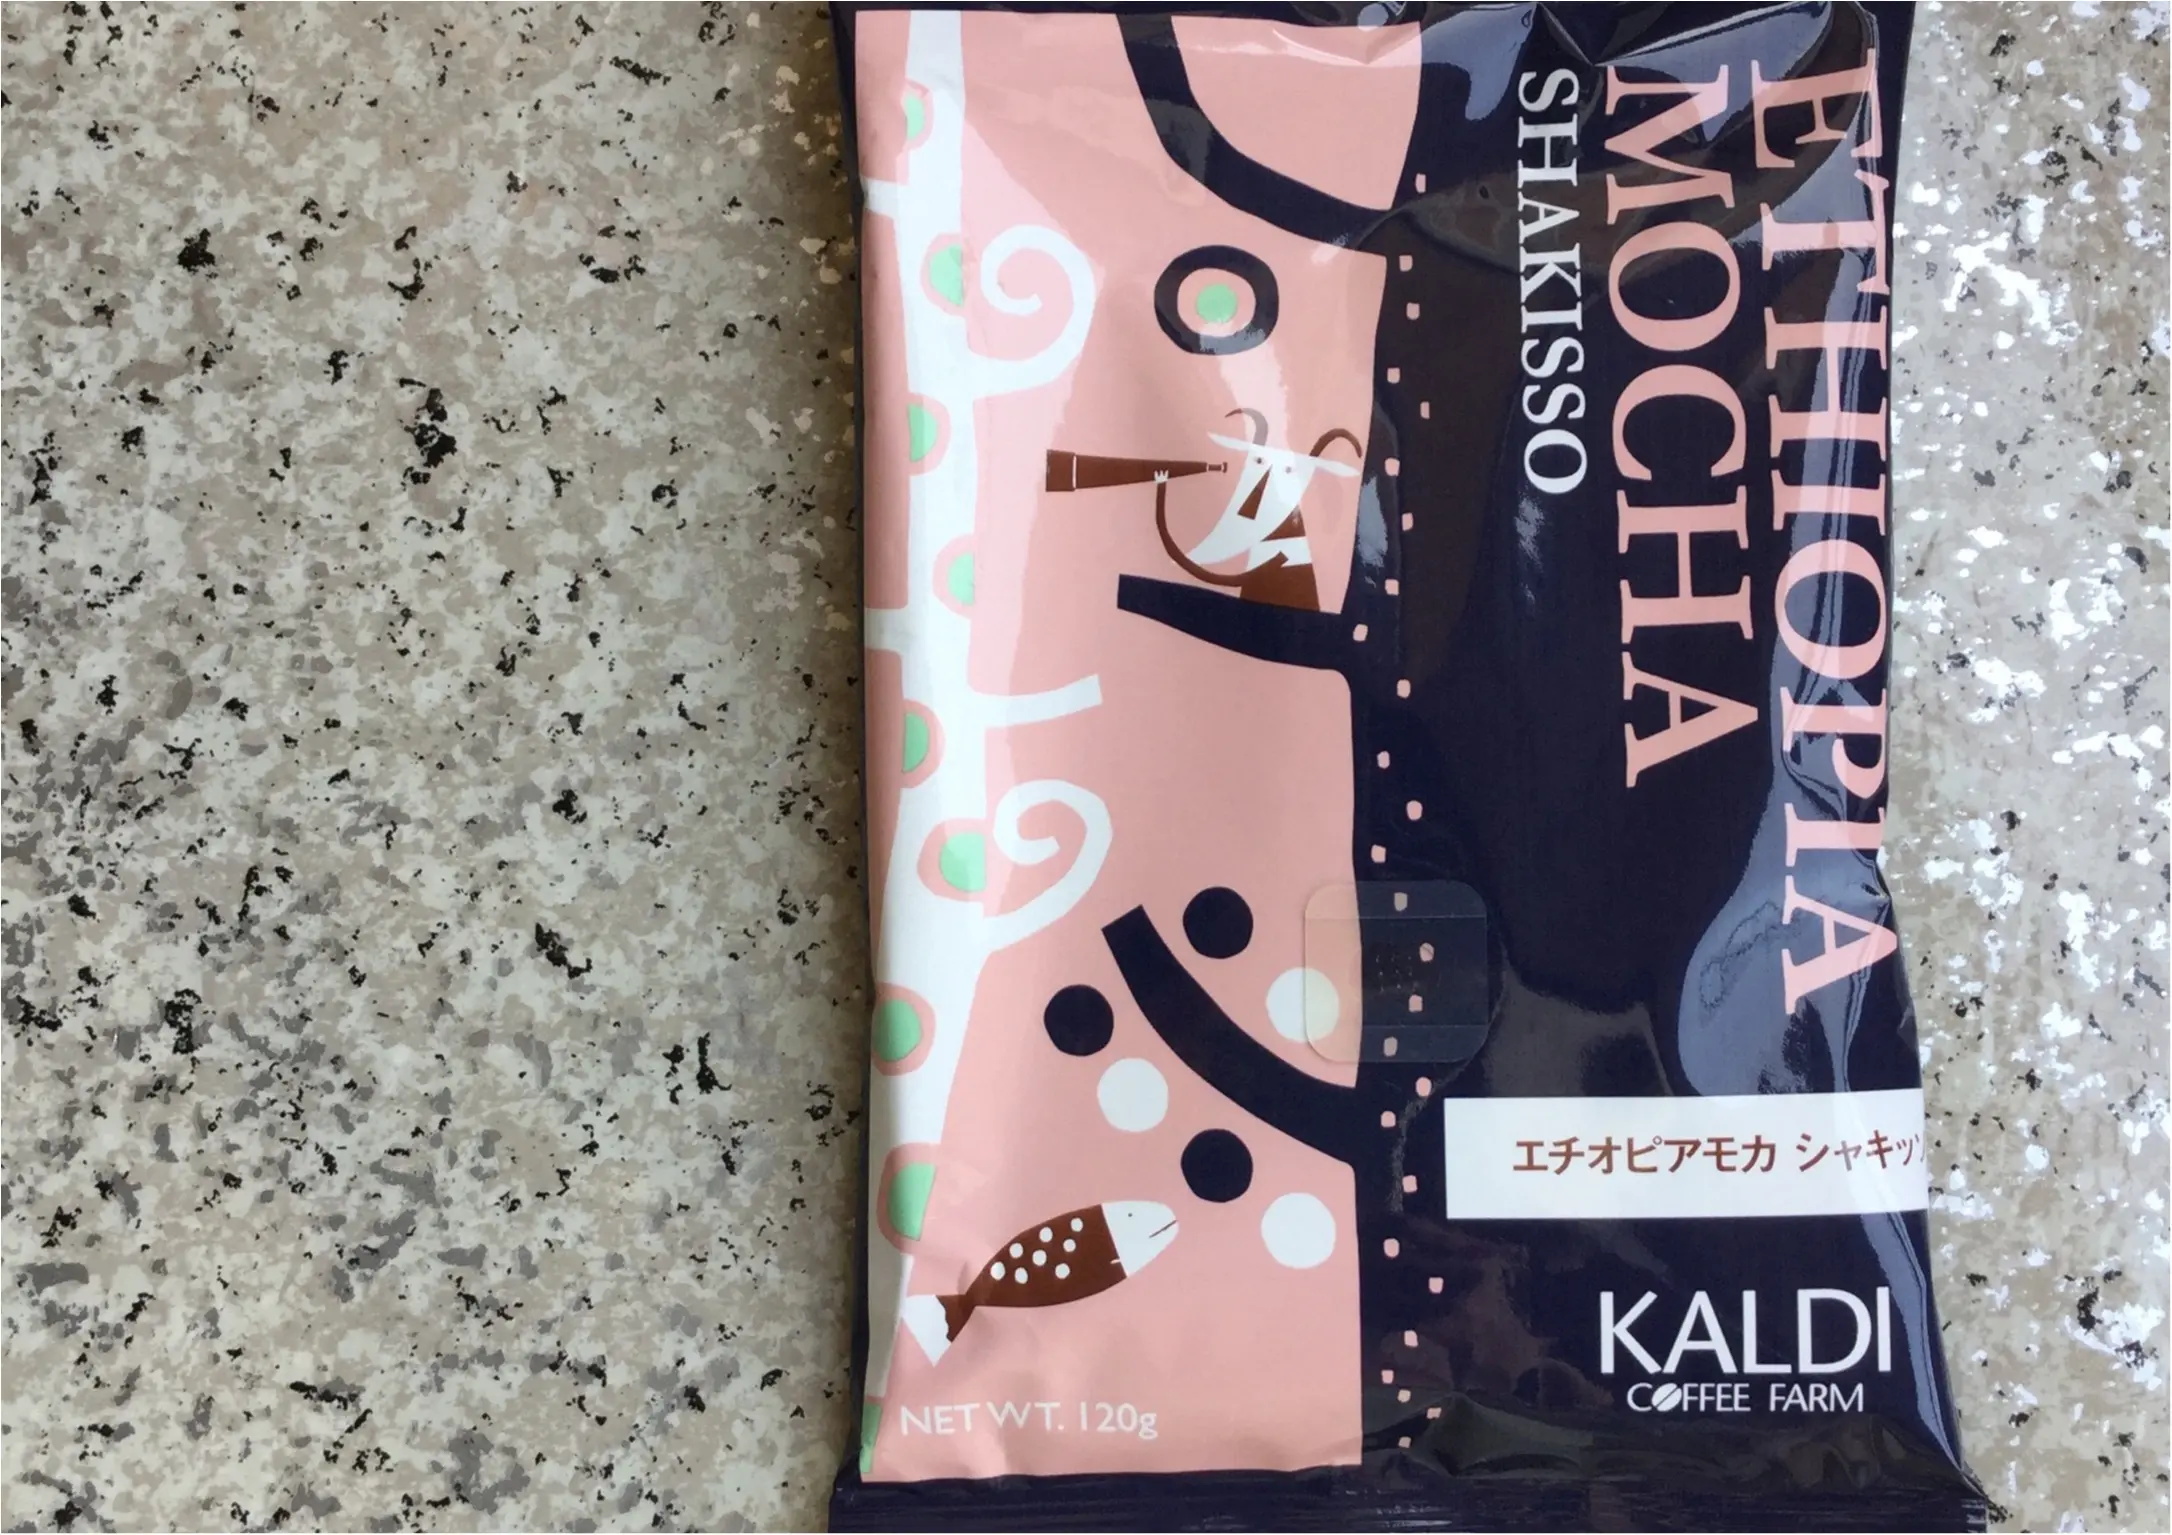 ETHIOPIA
MOCHA
SHAKISSO
エチオピアモカ シャキッソ
KALDI
COFFEE FARM
NET WT. 120g